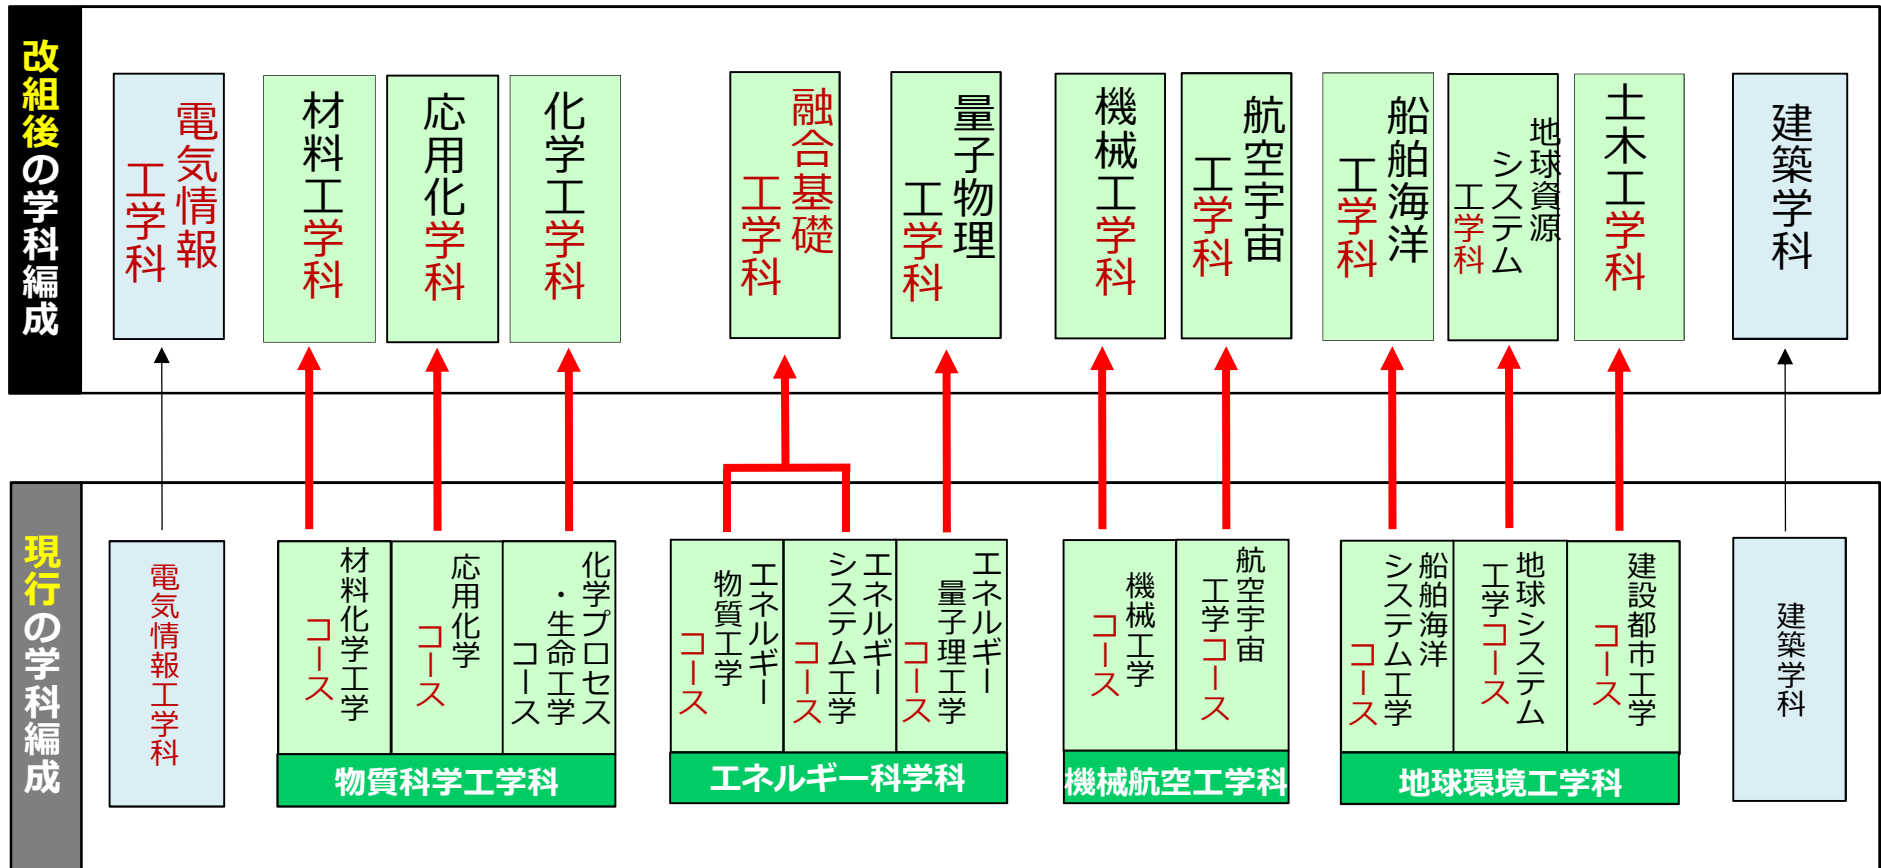 改組後の学科編成
電気情報
工学科
材料工学科
応用化学科
化学工学科
融合基礎
工学科
量子物理
工学科
機械工学科
航空宇宙
工学科
船舶海洋
工学科
地球資源
システム
工学科
土木工学科
建築学科
現行の学科編成
電気情報工学科
材料化学工学
コース
応用化学
コース
化学プロセス
・生命工学
コース
物質科学工学科
エネルギー
物質工学
コース
エネルギー
システム工学
コース
エネルギー
量子理工学
コース
エネルギー科学科
機械工学
コース
航空宇宙
工学コース
機械航空工学科
船舶海洋
システム工学
コース
地球システム
工学コース
建設都市工学
コース
地球環境工学科
建築学科